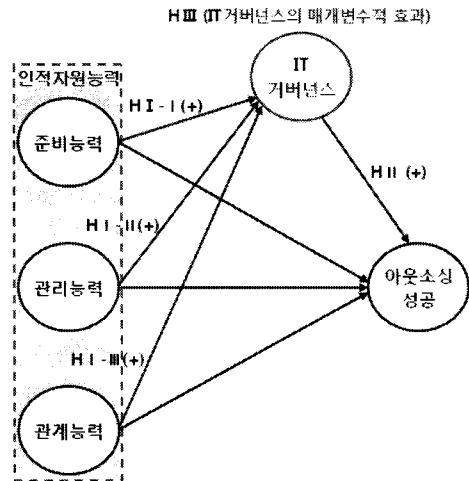 HⅢ (IT거버넌스의 매개변수적 효과)
인적자원능력
IT
거버넌스
HⅠ-Ⅰ(+)
준비능력
HⅡ (+)
HⅠ-Ⅱ(+)
관리능력
아웃소싱
성공
HⅠ-Ⅲ(+)
관계능력